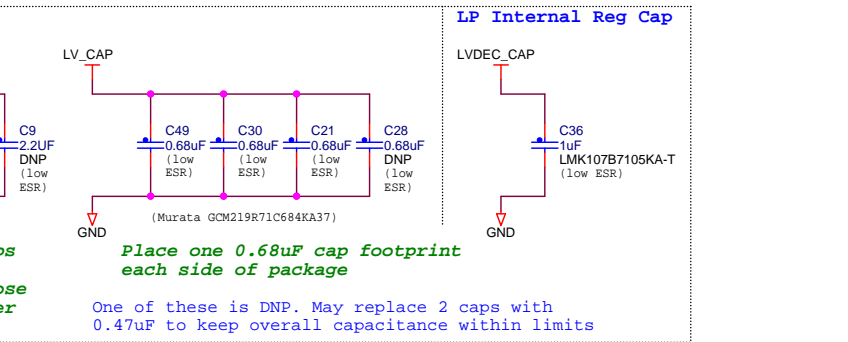 LP Internal Reg Cap
LV_CAP
LVDEC_CAP
C9
2.2UF
DNP
(low
ESR)
C49
0.68uF
(low
ESR)
C30
0.68uF
(low
ESR)
C21
0.68uF
(low
ESR)
C28
0.68uF
DNP
(low
ESR)
C36
1uF
LMK107B7105KA-T
(low ESR)
(Murata GCM219R71C684KA37)
GND
GND
Place one 0.68uF cap footprint
each side of package
One of these is DNP. May replace 2 caps with
0.47uF to keep overall capacitance within limits